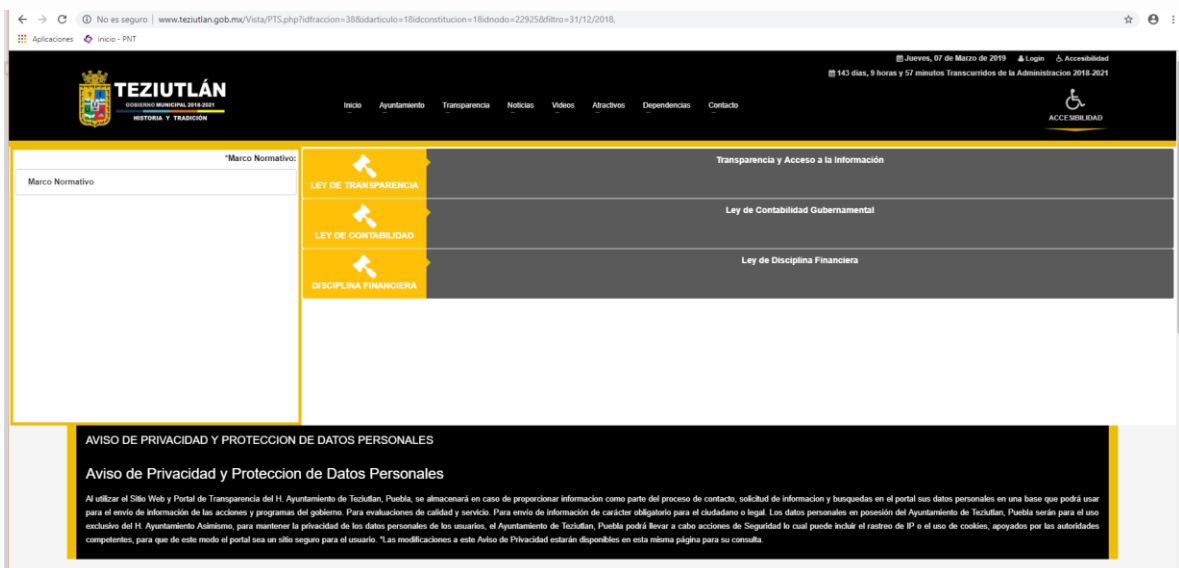 No es seguro | www.teziutlan.gob.mx/Vista/PTS.php?idfraccion=38&idarticulo=18idconstitucion=18idnodo=22925&filtro=31/12/2018,
Aplicaciones inicio - PNT
Jueves, 07 de Marzo de 2019 Login Accesibilidad
143 dias, 9 horas y 57 minutos Transcurridos de la Administracion 2018-2021
TEZIUTLÁN
GOBIERNO MUNICIPAL 2018-2021
HISTORIA Y TRADICIÓN
Inicio Ayuntamiento Transparencia Noticias Videos Atractivos Dependencias Contacto
ACCESIBILIDAD
*Marco Normativo:
Marco Normativo
LEY DE TRANSPARENCIA
Transparencia y Acceso a la Información
LEY DE CONTABILIDAD
Ley de Contabilidad Gubernamental
DISCIPLINA FINANCIERA
Ley de Disciplina Financiera
AVISO DE PRIVACIDAD Y PROTECCION DE DATOS PERSONALES
Aviso de Privacidad y Proteccion de Datos Personales
Al utilizar el Sitio Web y Portal de Transparencia del H. Ayuntamiento de Teziutlan, Puebla, se almacenará en caso de proporcionar informacion como parte del proceso de contacto, solicitud de informacion y busquedas en el portal sus datos personales en una base que podrá usar
para el envío de información de las acciones y programas del gobierno. Para evaluaciones de calidad y servicio. Para envio de información de carácter obligatorio para el ciudadano o legal. Los datos personales en posesión del Ayuntamiento de Teziutlan, Puebla serán para el uso
exclusivo del H. Ayuntamiento Asimismo, para mantener la privacidad de los datos personales de los usuarios, el Ayuntamiento de Teziutlan, Puebla podrá llevar a cabo acciones de Seguridad lo cual puede incluir el rastreo de IP o el uso de cookies, apoyados por las autoridades
competentes, para que de este modo el portal sea un sitio seguro para el usuario. *Las modificaciones a este Aviso de Privacidad estarán disponibles en esta misma página para su consulta.